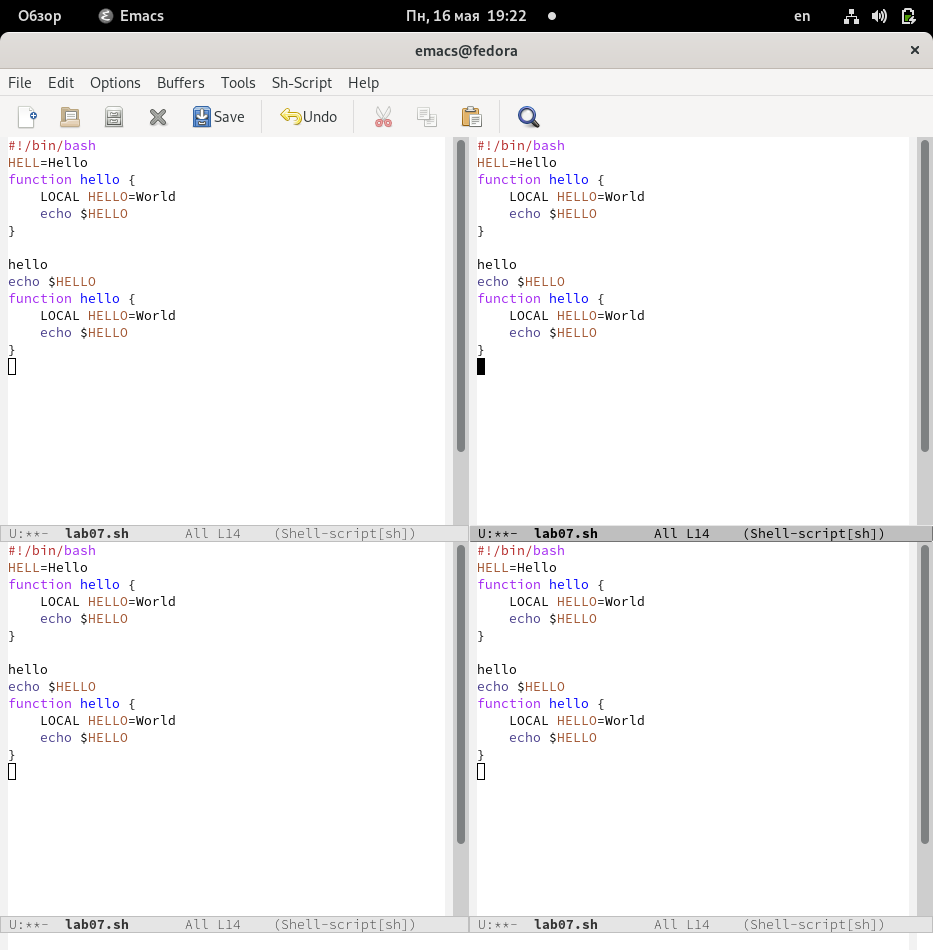 Обзор Emacs Пн, 16 мая 19:22 en
emacs@fedora
File Edit Options Buffers Tools Sh-Script Help
Save Undo
#!/bin/bash
HELL=Hello
function hello {
    LOCAL HELLO=World
    echo $HELLO
}

hello
echo $HELLO
function hello {
    LOCAL HELLO=World
    echo $HELLO
}
U:**- lab07.sh All L14 (Shell-script[sh])
#!/bin/bash
HELL=Hello
function hello {
    LOCAL HELLO=World
    echo $HELLO
}

hello
echo $HELLO
function hello {
    LOCAL HELLO=World
    echo $HELLO
}
U:**- lab07.sh All L14 (Shell-script[sh])
#!/bin/bash
HELL=Hello
function hello {
    LOCAL HELLO=World
    echo $HELLO
}

hello
echo $HELLO
function hello {
    LOCAL HELLO=World
    echo $HELLO
}
U:**- lab07.sh All L14 (Shell-script[sh])
#!/bin/bash
HELL=Hello
function hello {
    LOCAL HELLO=World
    echo $HELLO
}

hello
echo $HELLO
function hello {
    LOCAL HELLO=World
    echo $HELLO
}
U:**- lab07.sh All L14 (Shell-script[sh])